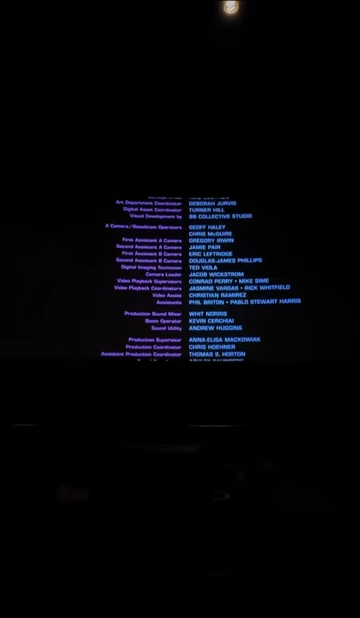 Art Department Coordinator DEBORAH JURVIS
Digital Asset Coordinator TURNER HILL
Visual Development by 98 COLLECTIVE STUDIO
A Camera/Steadicam Operators GEOFF HALEY
CHRIS McGUIRE
First Assistant A Camera GREGORY IRWIN
Second Assistant A Camera JAMIE PAIR
First Assistant B Camera ERIC LEFTRIDGE
Second Assistant B Camera DOUGLAS-JAMES PHILLIPS
Digital Imaging Technician TED VIOLA
Camera Loader JACOB WICKSTROM
Video Playback Supervisors CONRAD PERRY • MIKE SIME
Video Playback Coordinators JASMINE VARGAS • RICK WHITFIELD
Video Assist CHRISTIAN RAMIREZ
Assistants PHIL BRITON • PABLO STEWART HARRIS
Production Sound Mixer WHIT NORRIS
Boom Operator KEVIN CERCHIAI
Sound Utility ANDREW HUGGINS
Production Supervisor ANNA-ELISA MACKOWIAK
Production Coordinator CHRIS HOEHNER
Assistant Production Coordinator THOMAS S. HORTON